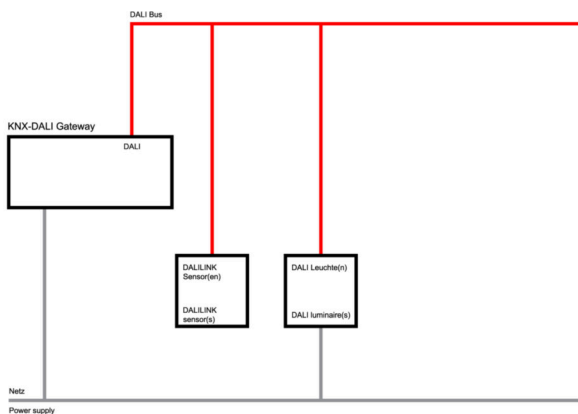 DALI Bus
KNX-DALI Gateway
DALI
DALILINK
Sensor(en)
DALILINK
sensor(s)
DALI Leuchte(n)
DALI luminaire(s)
Netz
Power supply